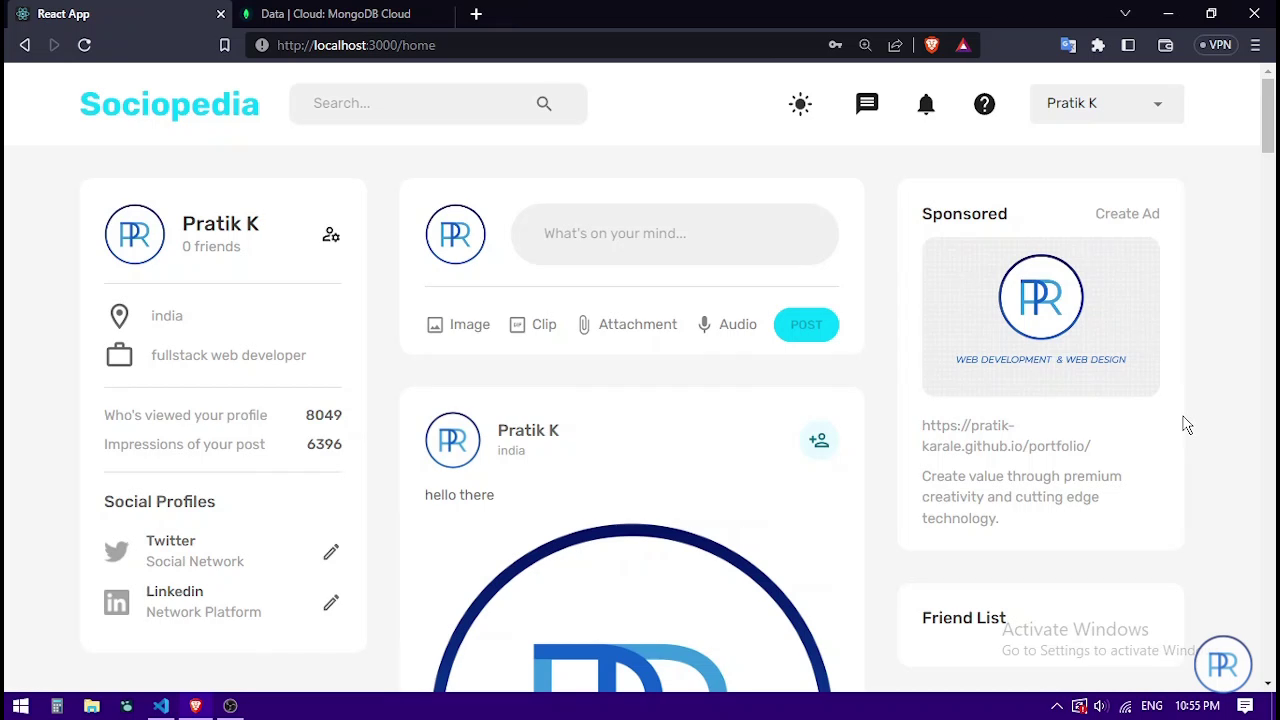 React App
Data | Cloud: MongoDB Cloud
http://localhost:3000/home
VPN
Sociopedia
Search...
Pratik K
Pratik K
0 friends
india
fullstack web developer
Who's viewed your profile 8049
Impressions of your post 6396
Social Profiles
Twitter
Social Network
Linkedin
Network Platform
PR
What's on your mind...
Image
GIF Clip
Attachment
Audio
POST
PR
Pratik K
india
hello there
PR
Sponsored
Create Ad
PR
WEB DEVELOPMENT & WEB DESIGN
https://pratik-
karale.github.io/portfolio/
Create value through premium
creativity and cutting edge
technology.
Friend List
Activate Windows
Go to Settings to activate Wind
PR
ENG
10:55 PM